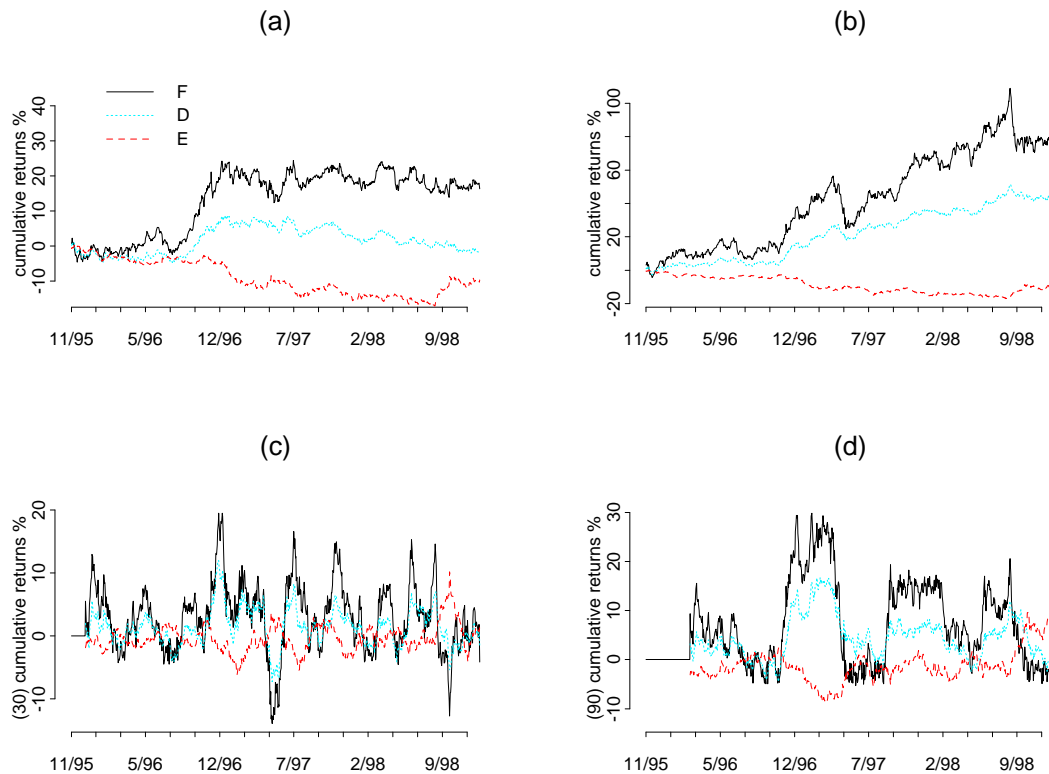 (a)
cumulative returns %
40
30
20
10
0
-10
F
D
E
11/95 5/96 12/96 7/97 2/98 9/98
(b)
cumulative returns %
100
60
20
-20
11/95 5/96 12/96 7/97 2/98 9/98
(c)
(30) cumulative returns %
20
10
0
-10
11/95 5/96 12/96 7/97 2/98 9/98
(d)
(90) cumulative returns %
30
20
10
0
-10
11/95 5/96 12/96 7/97 2/98 9/98